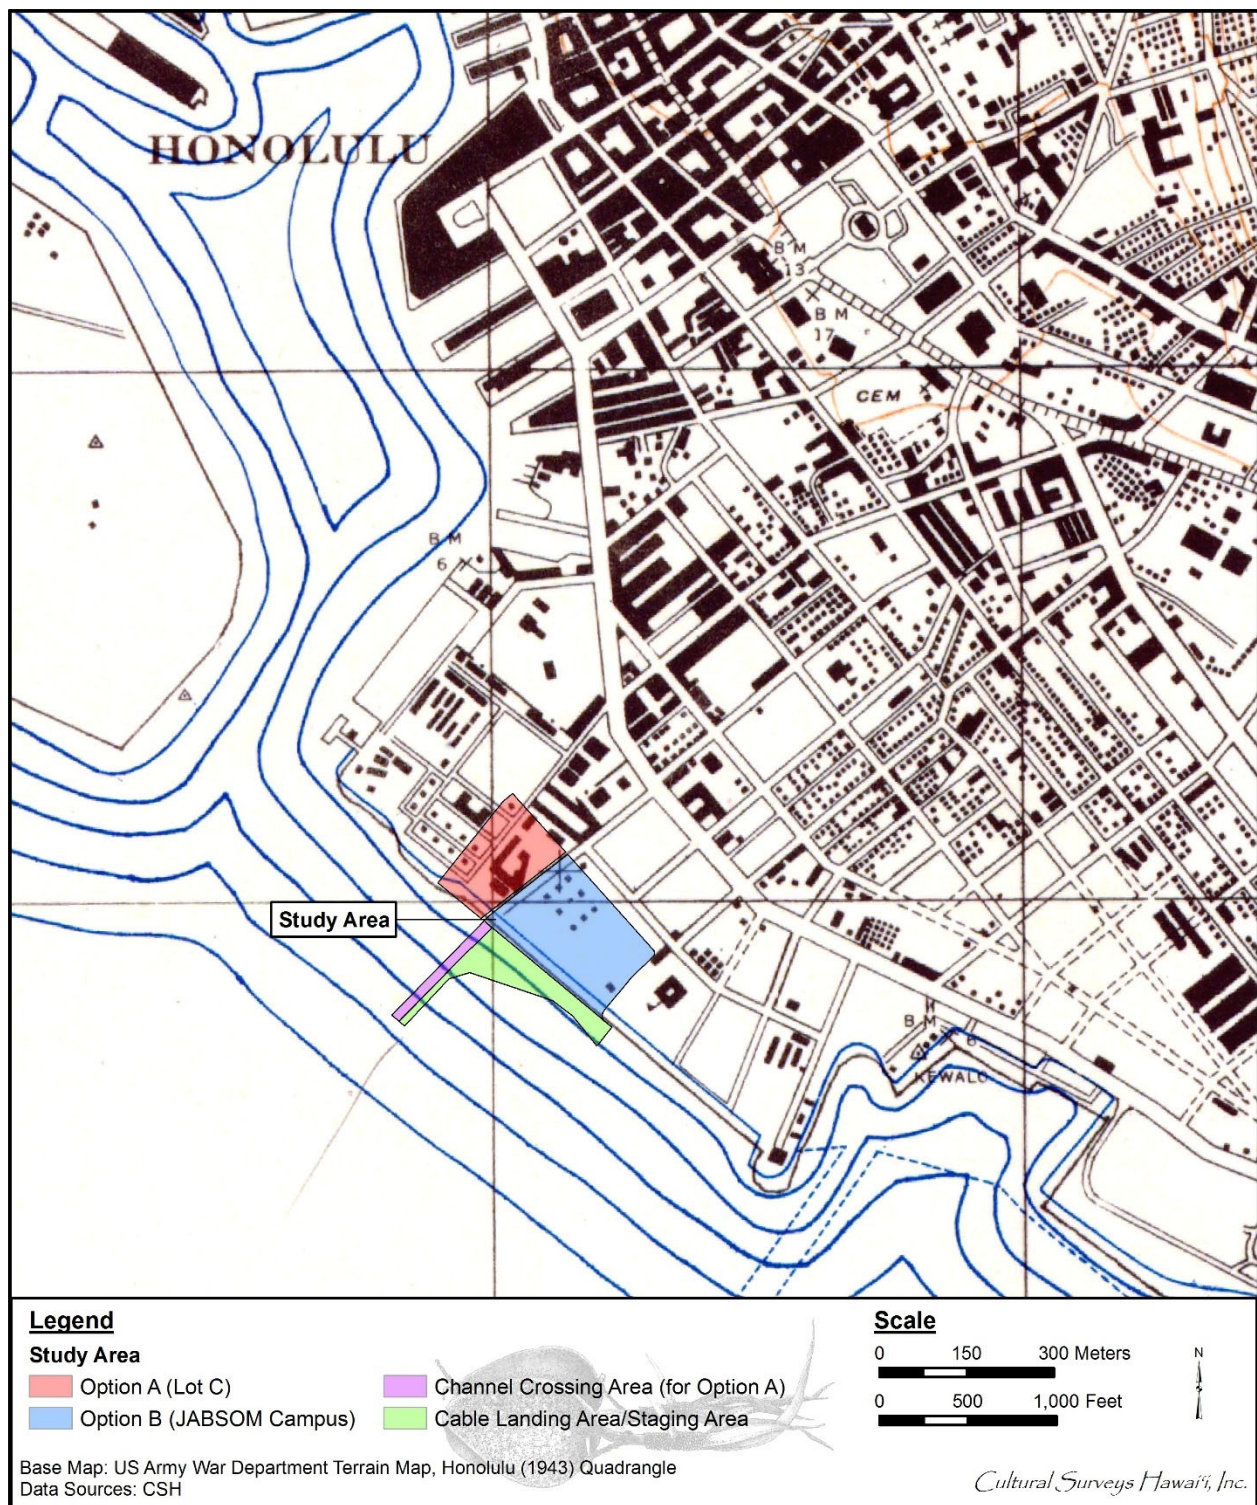 HONOLULU
B M
13
B M
17
CEM
B M
6
Study Area
B M
6
KEWALO
Legend
Study Area
Option A (Lot C)
Option B (JABSOM Campus)
Channel Crossing Area (for Option A)
Cable Landing Area/Staging Area
Scale
0 150 300 Meters
0 500 1,000 Feet
N
Base Map: US Army War Department Terrain Map, Honolulu (1943) Quadrangle
Data Sources: CSH
Cultural Surveys Hawaiʻi, Inc.